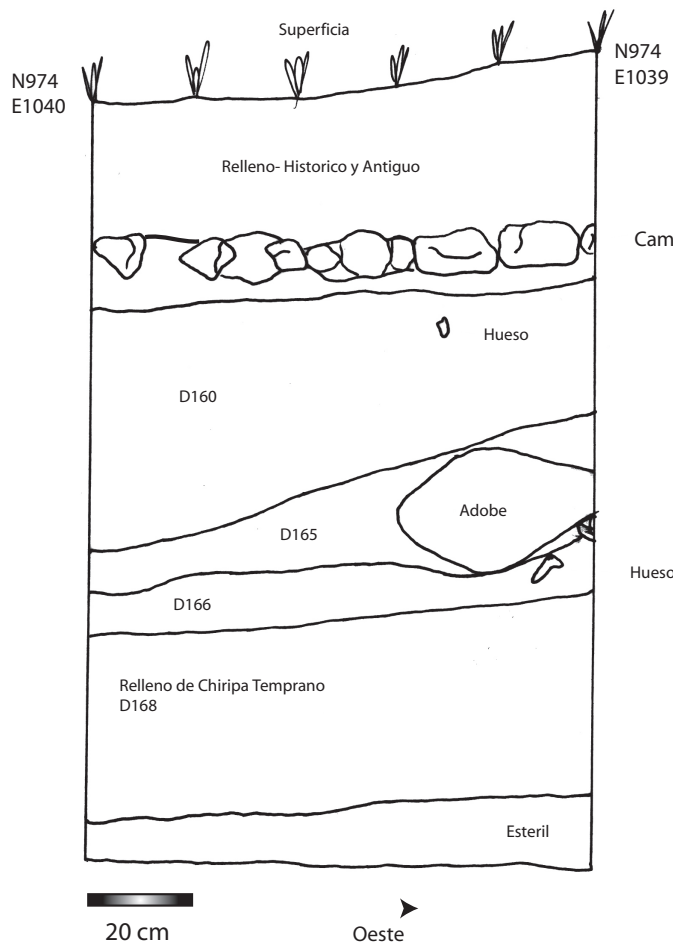 Superficia
N974
E1040
N974
E1039
Relleno- Historico y Antiguo
Cam
Hueso
D160
Adobe
D165
Hueso
D166
Relleno de Chiripa Temprano
D168
Esteril
20 cm
Oeste